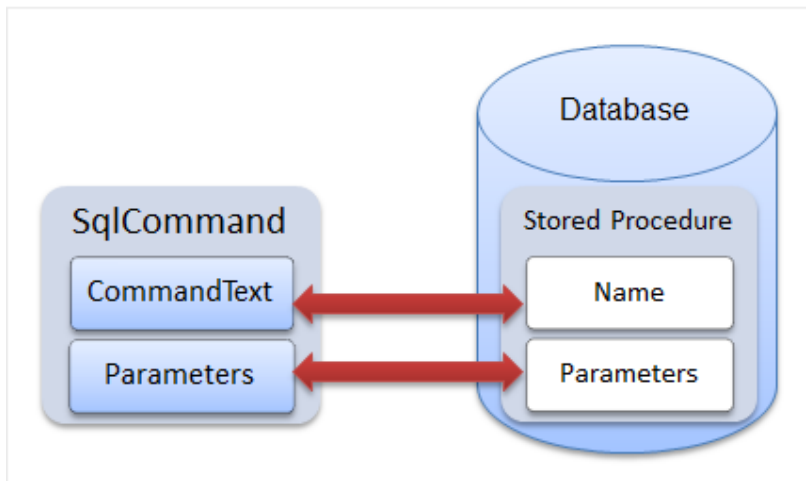 Database
SqlCommand
CommandText
Parameters
Stored Procedure
Name
Parameters